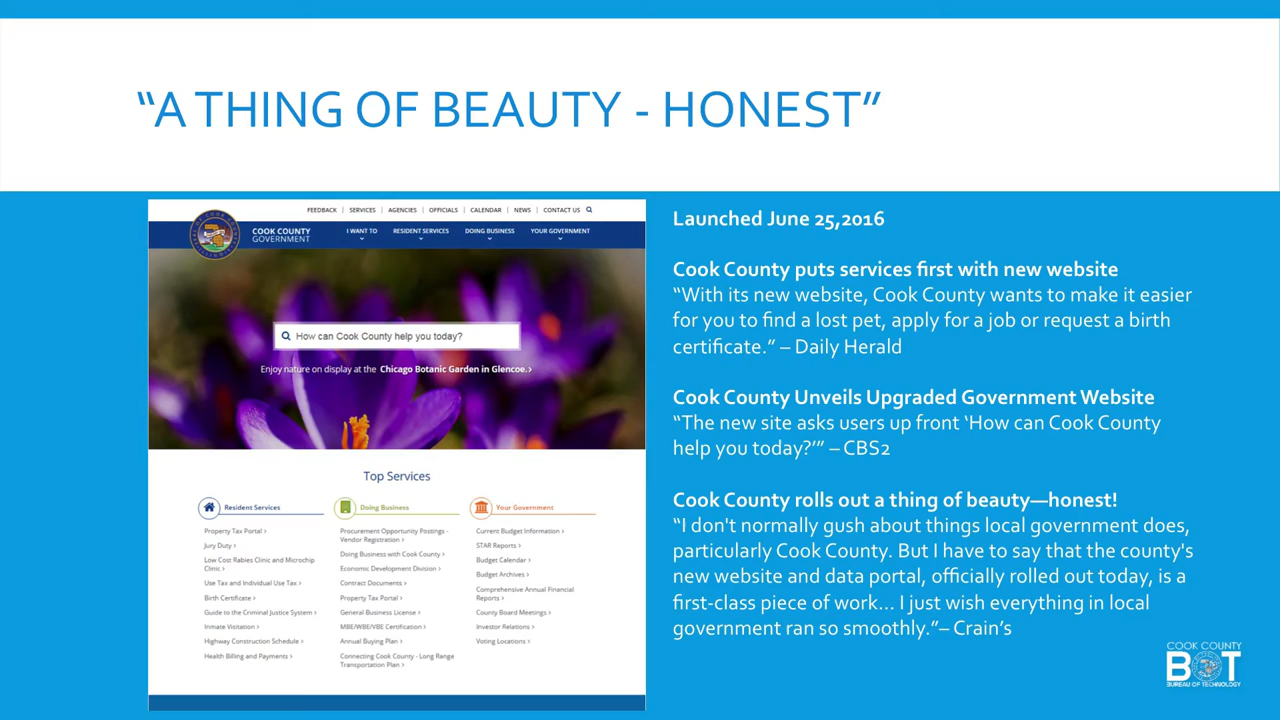 “A THING OF BEAUTY - HONEST”
FEEDBACK | SERVICES | AGENCIES | OFFICIALS | CALENDAR | NEWS | CONTACT US
COOK COUNTY
GOVERNMENT
I WANT TO
RESIDENT SERVICES
DOING BUSINESS
YOUR GOVERNMENT
How can Cook County help you today?
Enjoy nature on display at the Chicago Botanic Garden in Glencoe.›
Top Services
Resident Services
Property Tax Portal ›
Jury Duty ›
Low Cost Rabies Clinic and Microchip
Clinic ›
Use Tax and Individual Use Tax ›
Birth Certificate ›
Guide to the Criminal Justice System ›
Inmate Visitation ›
Highway Construction Schedule ›
Health Billing and Payments ›
Doing Business
Procurement Opportunity Postings -
Vendor Registration ›
Doing Business with Cook County ›
Economic Development Division ›
Contract Documents ›
Property Tax Portal ›
General Business License ›
MBE/WBE/VBE Certification ›
Annual Buying Plan ›
Connecting Cook County - Long Range
Transportation Plan ›
Your Government
Current Budget Information ›
STAR Reports ›
Budget Calendar ›
Budget Archives ›
Comprehensive Annual Financial
Reports ›
County Board Meetings ›
Investor Relations ›
Voting Locations ›
Launched June 25,2016
Cook County puts services first with new website
“With its new website, Cook County wants to make it easier
for you to find a lost pet, apply for a job or request a birth
certificate.” – Daily Herald
Cook County Unveils Upgraded Government Website
“The new site asks users up front ‘How can Cook County
help you today?’” – CBS2
Cook County rolls out a thing of beauty—honest!
“I don't normally gush about things local government does,
particularly Cook County. But I have to say that the county's
new website and data portal, officially rolled out today, is a
first-class piece of work... I just wish everything in local
government ran so smoothly.”– Crain’s
COOK COUNTY
BOT
BUREAU OF TECHNOLOGY